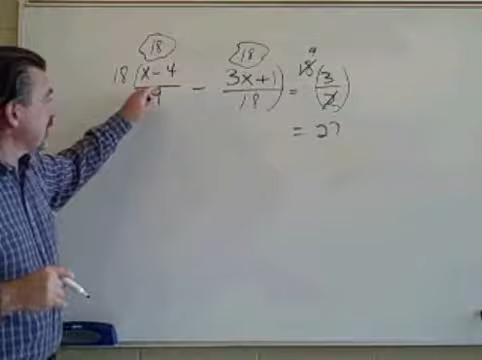 18 18 9
18 (x - 4 / 9 - 3x + 1 / 18) = 18 (3 / 2)
= 27